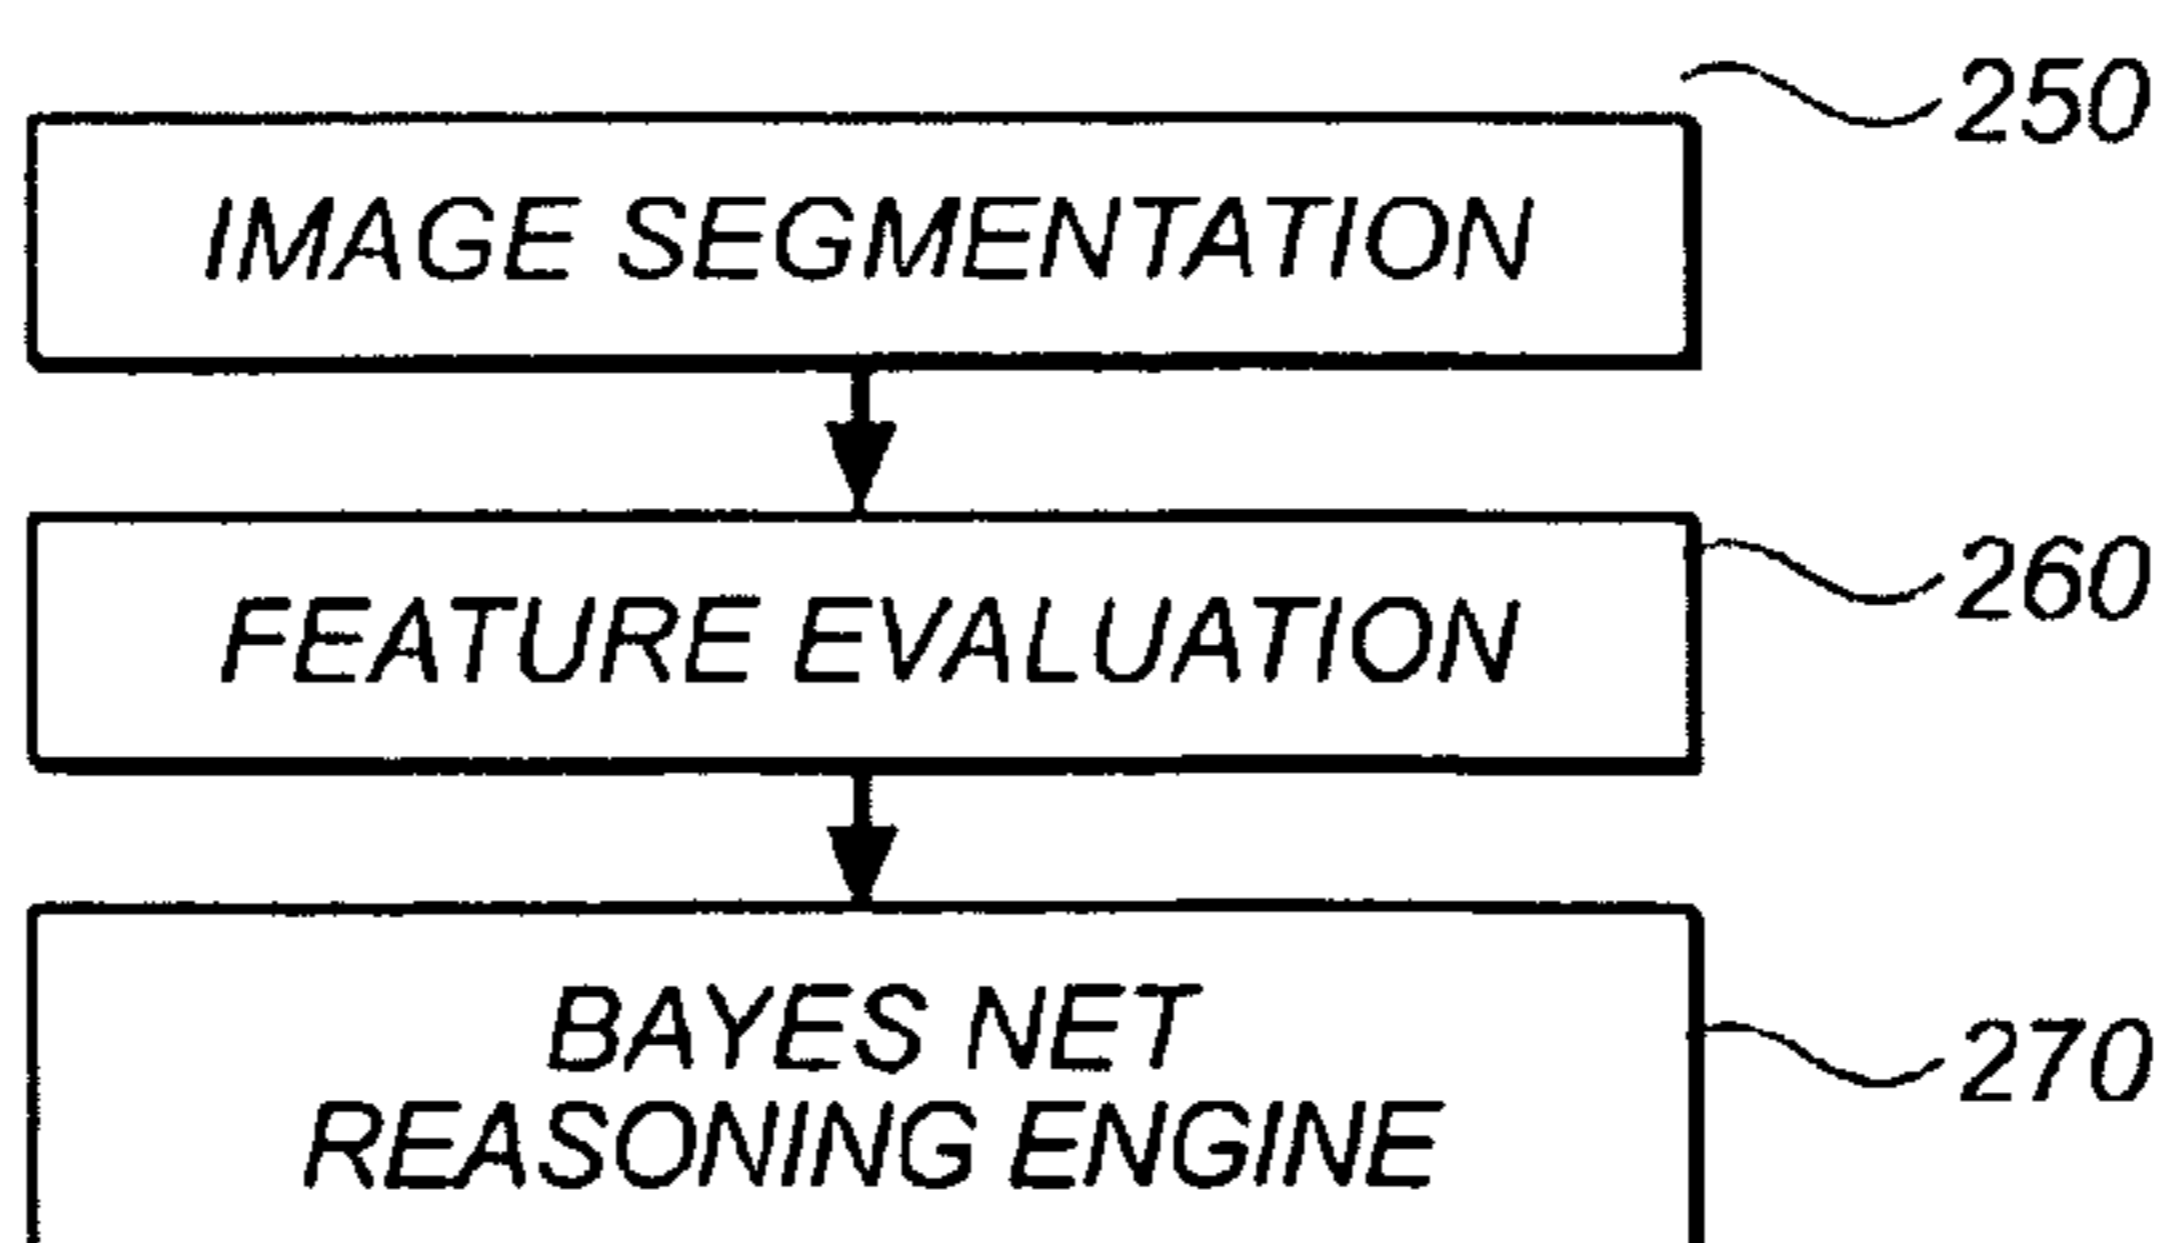 250
IMAGE SEGMENTATION
260
FEATURE EVALUATION
BAYES NET
270
REASONING ENGINE